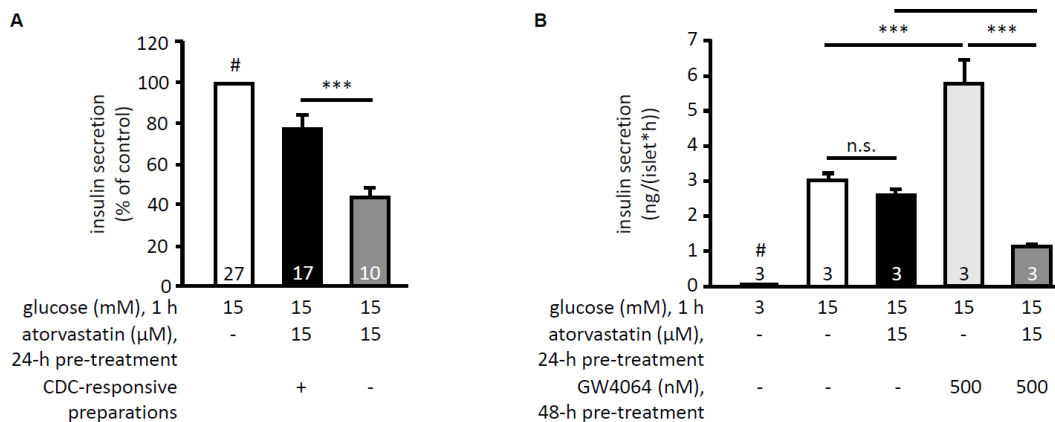 A
120
100
80
60
40
20
0
insulin secretion
(% of control)
#
***
27
17
10
glucose (mM), 1 h 15 15 15
atorvastatin (μM), - 15 15
24-h pre-treatment
CDC-responsive + -
preparations
B
7
6
5
4
3
2
1
0
insulin secretion
(ng/(islet*h))
*** ***
n.s.
#
3 3 3 3 3
glucose (mM), 1 h 3 15 15 15 15
atorvastatin (μM), - - 15 - 15
24-h pre-treatment
GW4064 (nM), - - - 500 500
48-h pre-treatment